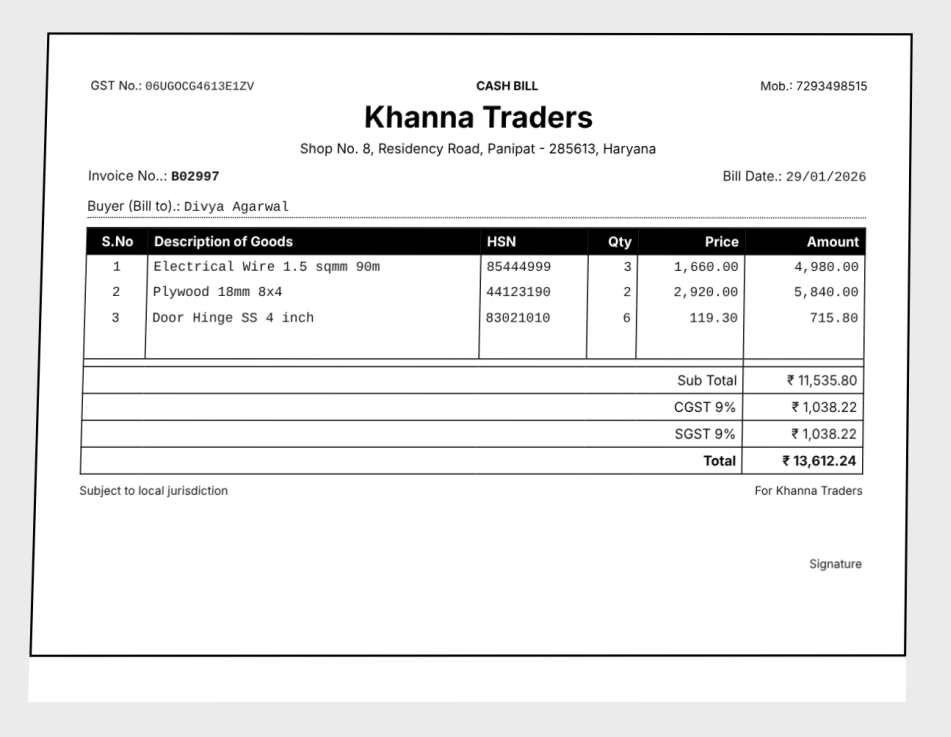 GST No.: 06UGOCG4613E1ZV CASH BILL Mob.: 7293498515
Khanna Traders
Shop No. 8, Residency Road, Panipat - 285613, Haryana
Invoice No..: B02997 Bill Date.: 29/01/2026
Buyer (Bill to).: Divya Agarwal
S.No Description of Goods HSN Qty Price Amount
1 Electrical Wire 1.5 sqmm 90m 85444999 3 1,660.00 4,980.00
2 Plywood 18mm 8x4 44123190 2 2,920.00 5,840.00
3 Door Hinge SS 4 inch 83021010 6 119.30 715.80
Sub Total ₹ 11,535.80
CGST 9% ₹ 1,038.22
SGST 9% ₹ 1,038.22
Total ₹ 13,612.24
Subject to local jurisdiction For Khanna Traders
Signature